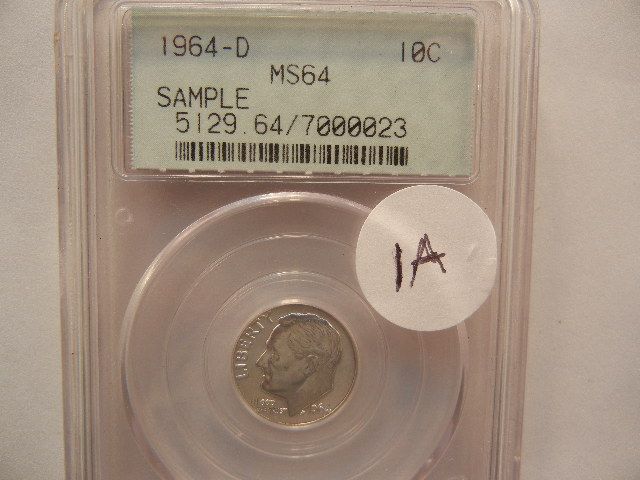 1964-D 10C
MS64
SAMPLE
5129.64/7000023
1A
LIBERTY